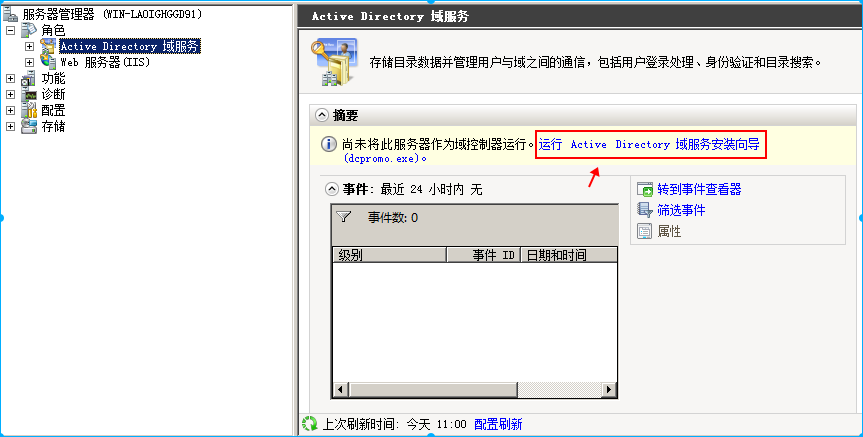 服务器管理器 (WIN-LAOIGHGGD91)
角色
Active Directory 域服务
Web 服务器(IIS)
功能
诊断
配置
存储
Active Directory 域服务
存储目录数据并管理用户与域之间的通信，包括用户登录处理、身份验证和目录搜索。
摘要
尚未将此服务器作为域控制器运行。运行 Active Directory 域服务安装向导
(dcpromo.exe)。
事件: 最近 24 小时内 无
事件数: 0
级别 事件 ID 日期和时间
转到事件查看器
筛选事件
属性
上次刷新时间: 今天 11:00 配置刷新